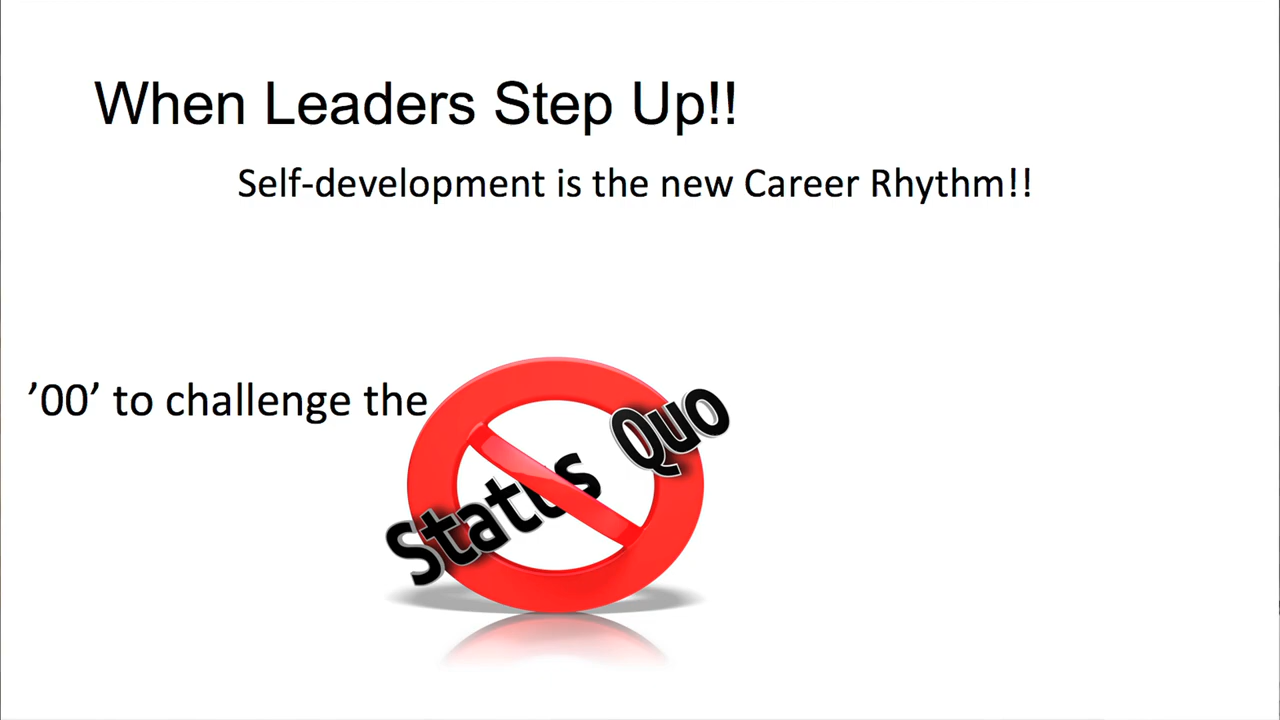 When Leaders Step Up!!
Self-development is the new Career Rhythm!!
’00’ to challenge the
Status Quo